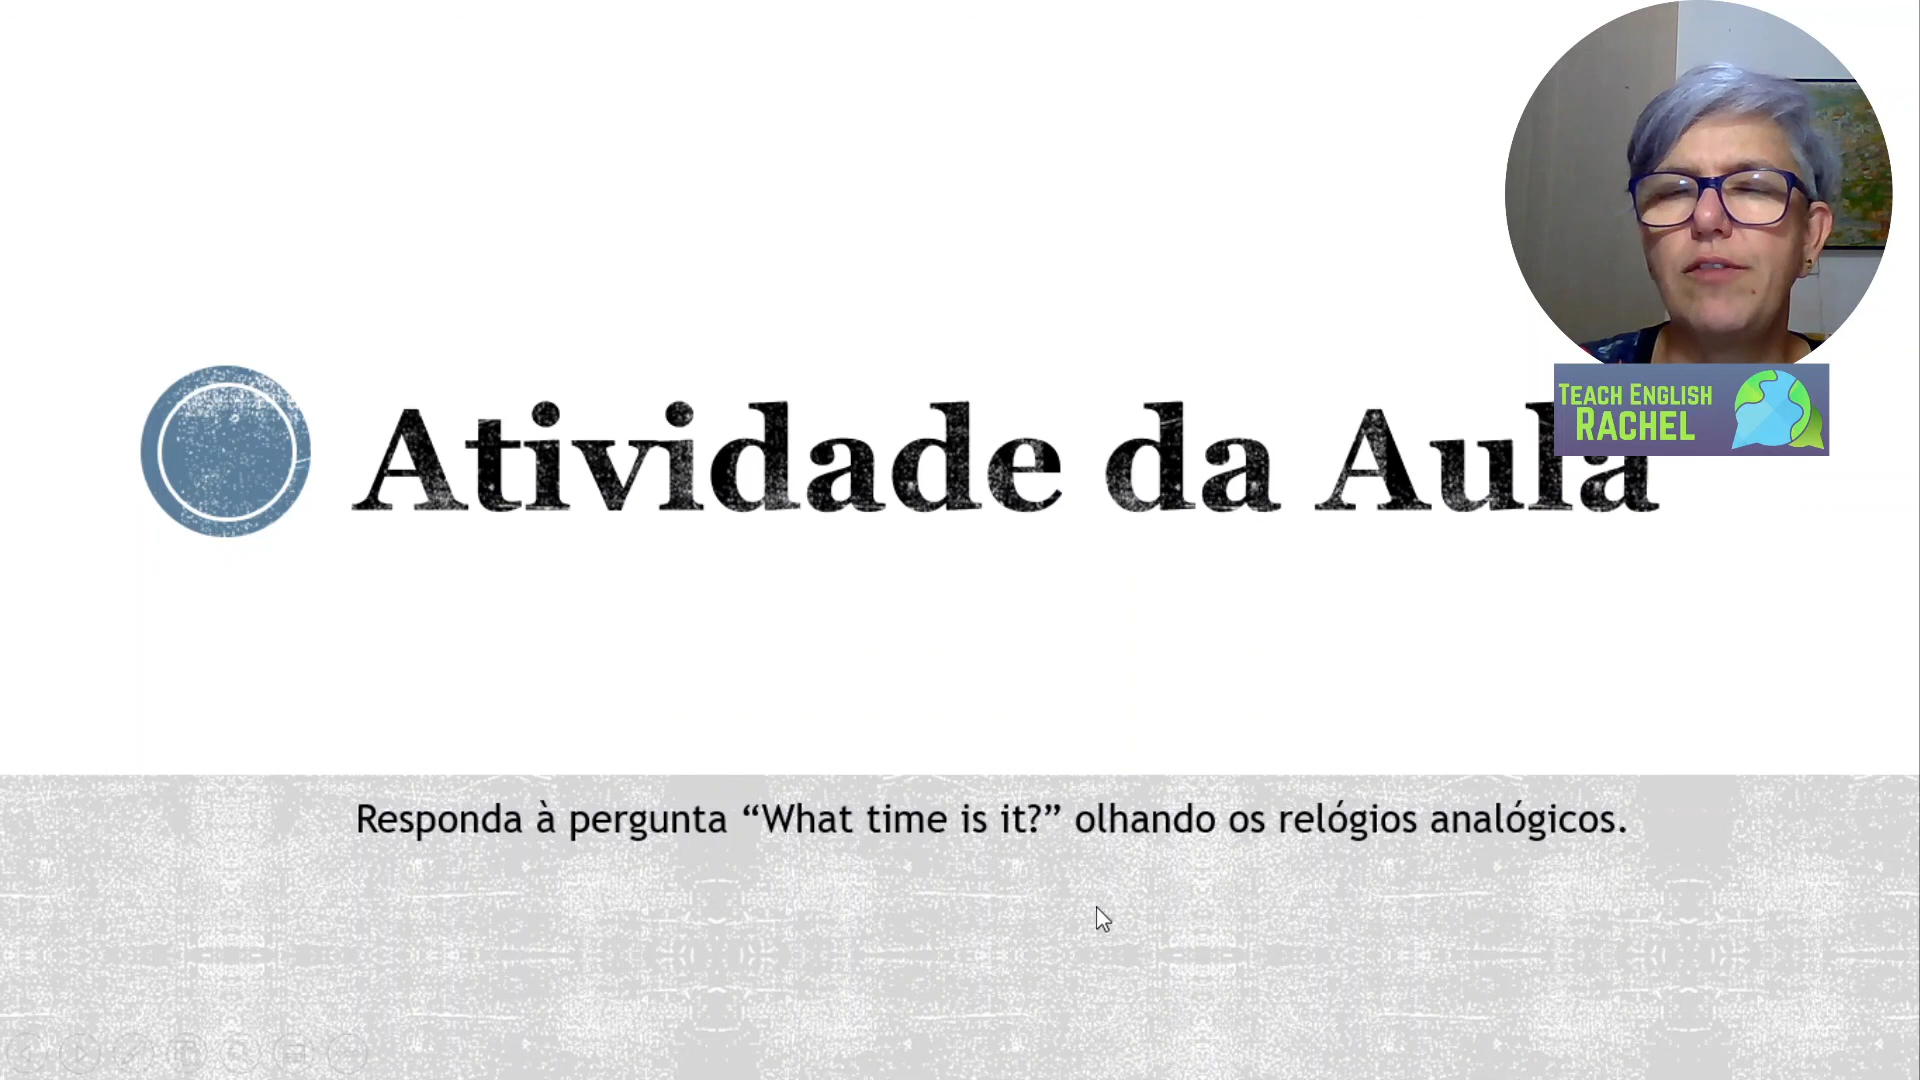 TEACH ENGLISH
RACHEL
Atividade da Aula
Responda à pergunta “What time is it?” olhando os relógios analógicos.